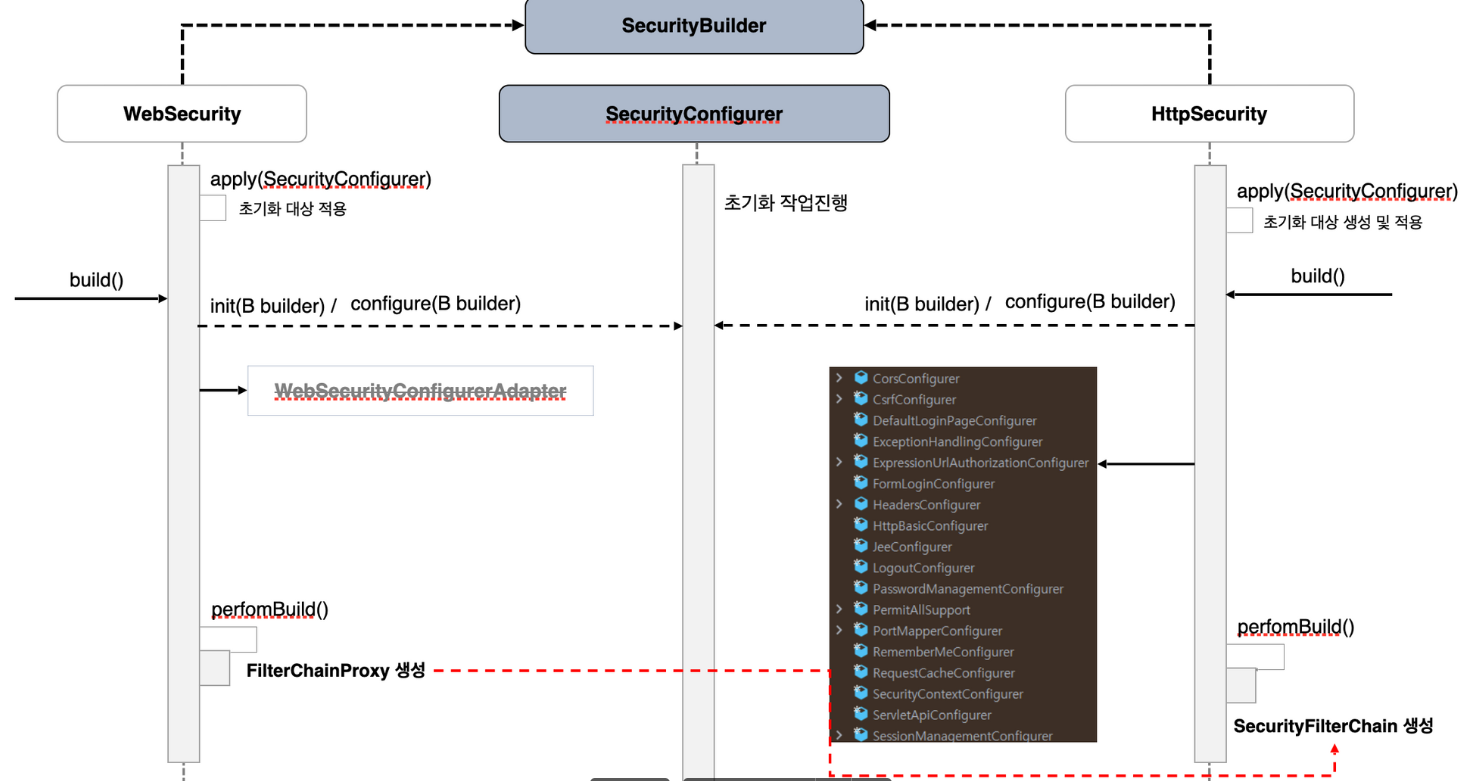 SecurityBuilder
WebSecurity
SecurityConfigurer
HttpSecurity
apply(SecurityConfigurer)
초기화 대상 적용
초기화 작업진행
apply(SecurityConfigurer)
초기화 대상 생성 및 적용
build()
build()
init(B builder) / configure(B builder)
init(B builder) / configure(B builder)
WebSecurityConfigurerAdapter
CorsConfigurer
CsrfConfigurer
DefaultLoginPageConfigurer
ExceptionHandlingConfigurer
ExpressionUrlAuthorizationConfigurer
FormLoginConfigurer
HeadersConfigurer
HttpBasicConfigurer
JeeConfigurer
LogoutConfigurer
PasswordManagementConfigurer
PermitAllSupport
PortMapperConfigurer
RememberMeConfigurer
RequestCacheConfigurer
SecurityContextConfigurer
ServletApiConfigurer
SessionManagementConfigurer
perfomBuild()
FilterChainProxy 생성
perfomBuild()
SecurityFilterChain 생성